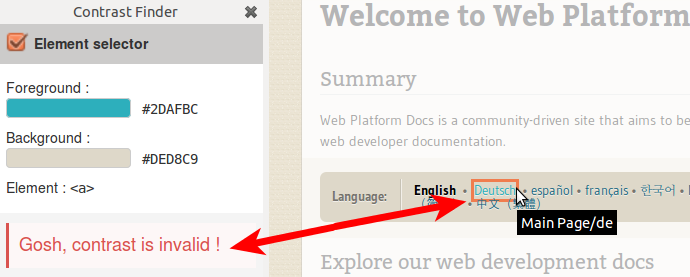 Contrast Finder ✖
Element selector
Foreground :
#2DAFBC
Background :
#DED8C9
Element : <a>
Gosh, contrast is invalid !
Welcome to Web Platform
Summary
Web Platform Docs is a community-driven site that aims to be
web developer documentation.
Language:
English • Deutsch • español • français • 한국어 •
• 中文 (繁體)
Main Page/de
Explore our web development docs